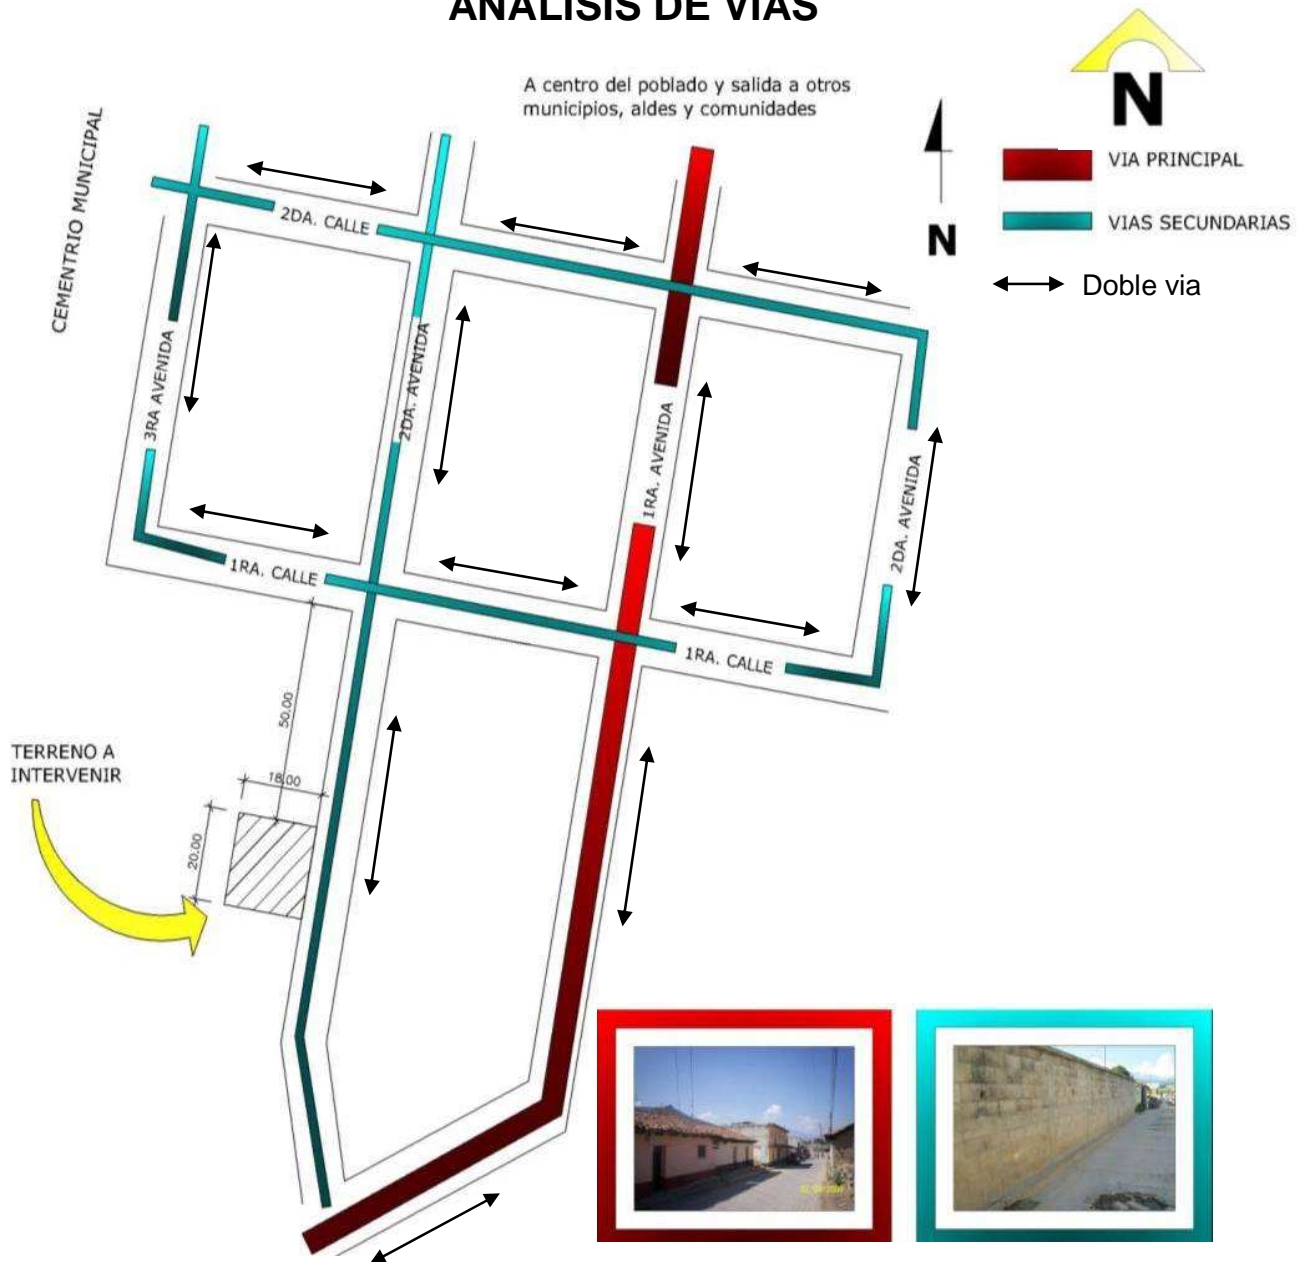 ANALISIS DE VIAS
A centro del poblado y salida a otros
municipios, aldes y comunidades
N
N
VIA PRINCIPAL
VIAS SECUNDARIAS
Doble via
CEMENTRIO MUNICIPAL
2DA. CALLE
3RA AVENIDA
2DA. AVENIDA
1RA. AVENIDA
2DA. AVENIDA
1RA. CALLE
1RA. CALLE
50.00
TERRENO A
INTERVENIR
18.00
20.00